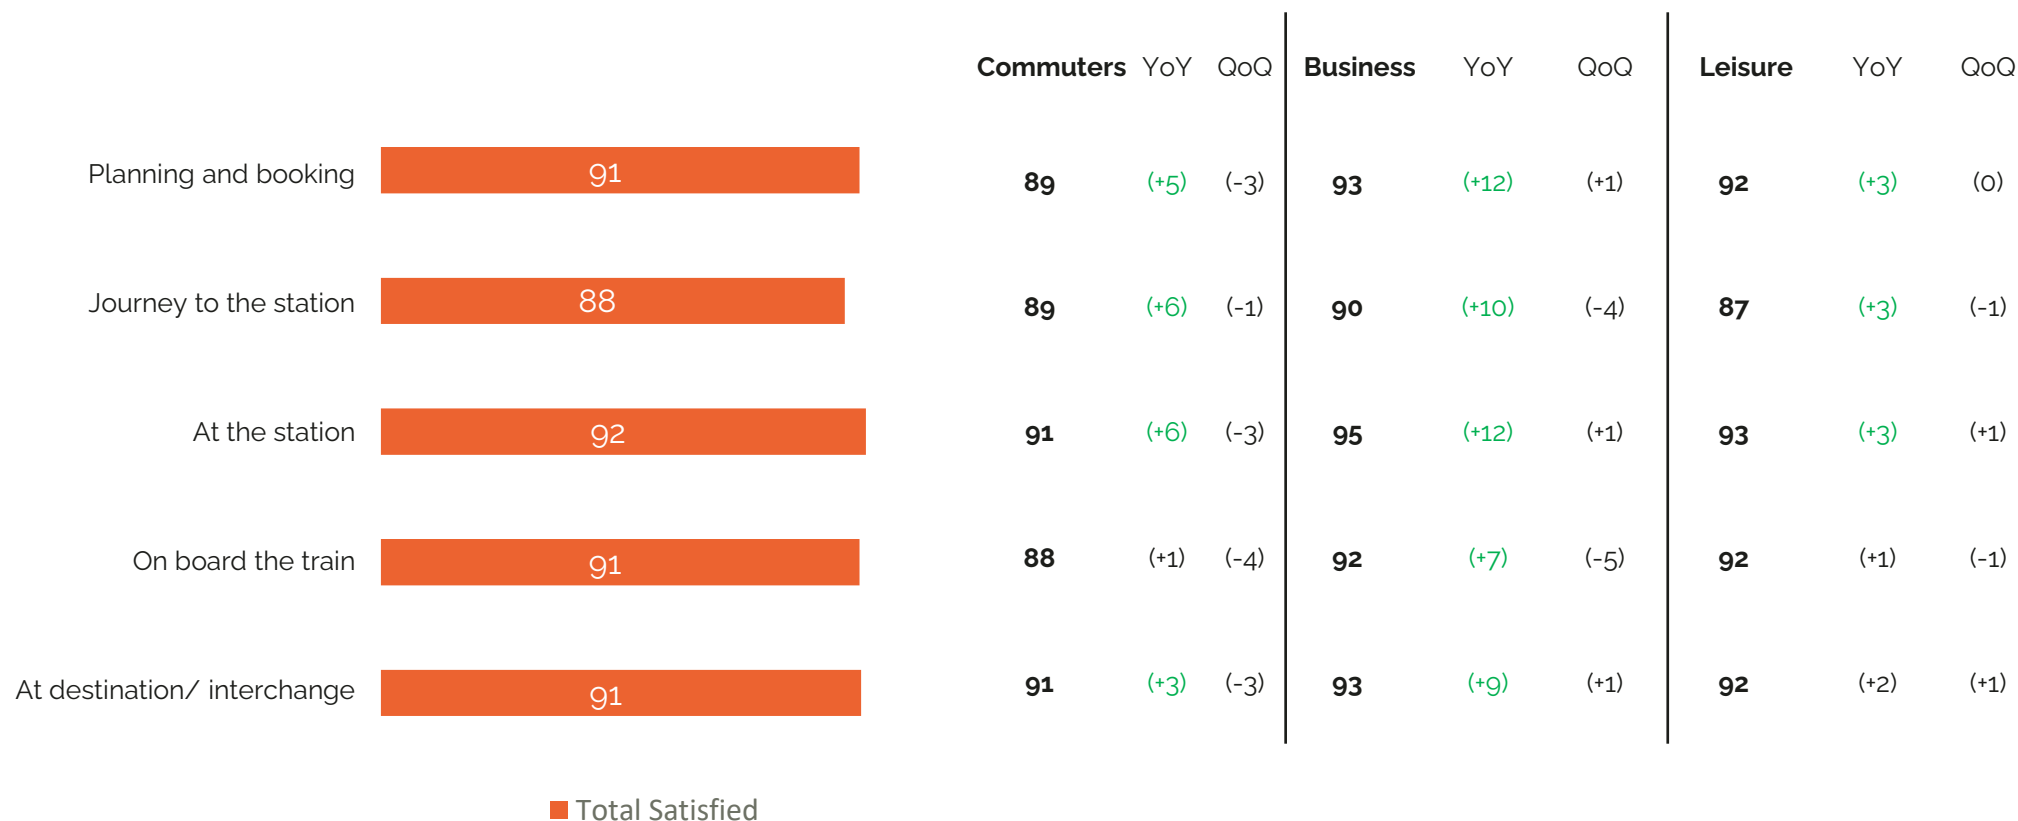 Commuters YoY QoQ Business YoY QoQ Leisure YoY QoQ
Planning and booking 91 89 (+5) (-3) 93 (+12) (+1) 92 (+3) (0)
Journey to the station 88 89 (+6) (-1) 90 (+10) (-4) 87 (+3) (-1)
At the station 92 91 (+6) (-3) 95 (+12) (+1) 93 (+3) (+1)
On board the train 91 88 (+1) (-4) 92 (+7) (-5) 92 (+1) (-1)
At destination/ interchange 91 91 (+3) (-3) 93 (+9) (+1) 92 (+2) (+1)
Total Satisfied